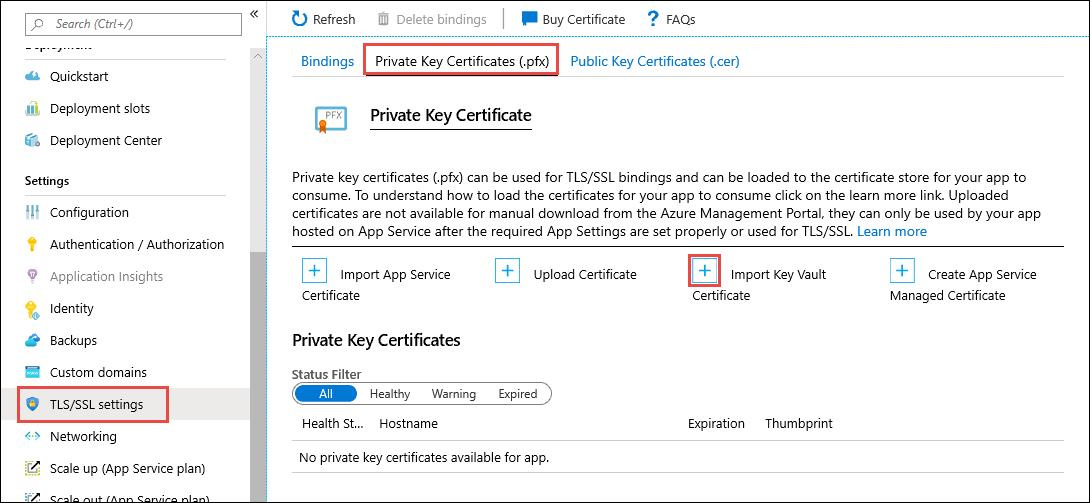 Search (Ctrl+/)
«
Deployment
Quickstart
Deployment slots
Deployment Center
Settings
Configuration
Authentication / Authorization
Application Insights
Identity
Backups
Custom domains
TLS/SSL settings
Networking
Scale up (App Service plan)
Scale out (App Service plan)
Refresh
Delete bindings
Buy Certificate
? FAQs
Bindings
Private Key Certificates (.pfx)
Public Key Certificates (.cer)
PFX
Private Key Certificate
Private key certificates (.pfx) can be used for TLS/SSL bindings and can be loaded to the certificate store for your app to
consume. To understand how to load the certificates for your app to consume click on the learn more link. Uploaded
certificates are not available for manual download from the Azure Management Portal, they can only be used by your app
hosted on App Service after the required App Settings are set properly or used for TLS/SSL. Learn more
Import App Service
Certificate
Upload Certificate
Import Key Vault
Certificate
Create App Service
Managed Certificate
Private Key Certificates
Status Filter
All Healthy Warning Expired
Health St... Hostname Expiration Thumbprint
No private key certificates available for app.